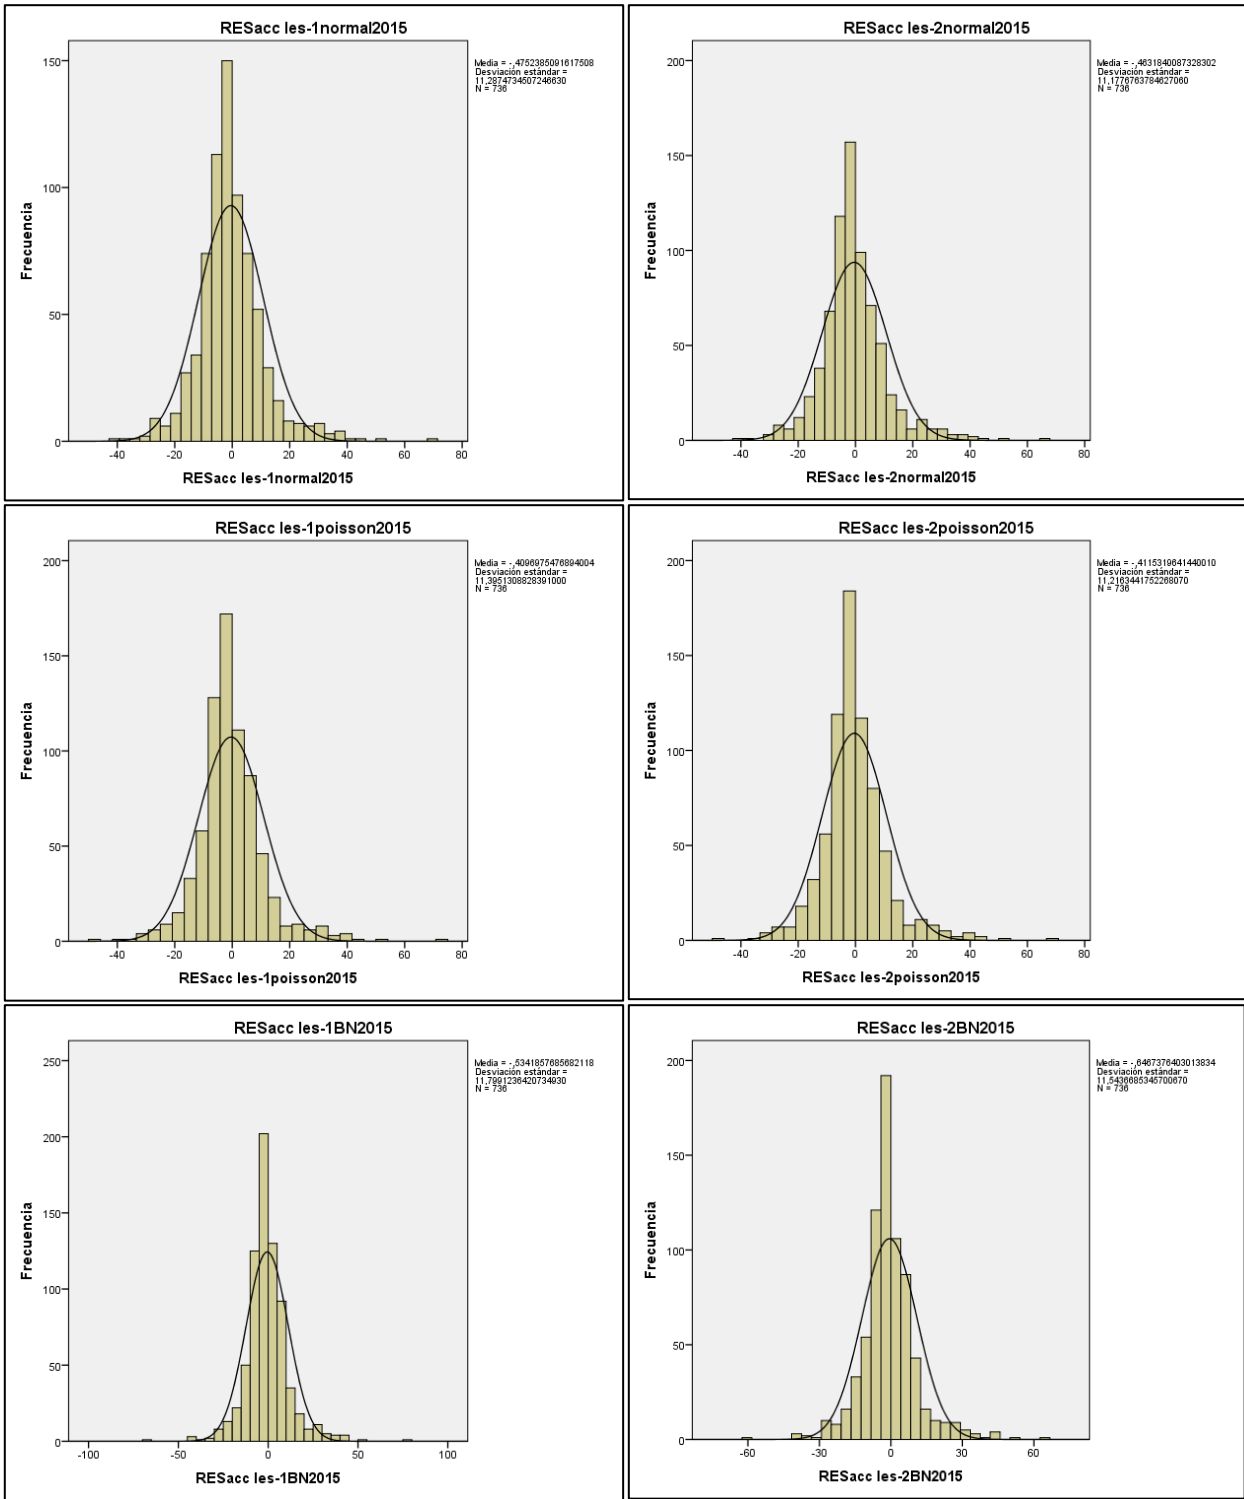 RESacc les-1normal2015
Media = -,4752385091617508
Desviación estándar =
11,2874734507246630
N = 736
150
100
50
0
Frecuencia
-40 -20 0 20 40 60 80
RESacc les-1normal2015
RESacc les-2normal2015
Media = -,4631840087328302
Desviación estándar =
11,1776763784627060
N = 736
200
150
100
50
0
Frecuencia
-40 -20 0 20 40 60 80
RESacc les-2normal2015
RESacc les-1poisson2015
Media = -,4096975476894004
Desviación estándar =
11,3951308828391000
N = 736
200
150
100
50
0
Frecuencia
-40 -20 0 20 40 60 80
RESacc les-1poisson2015
RESacc les-2poisson2015
Media = -,4115319641440010
Desviación estándar =
11,2163441752268070
N = 736
200
150
100
50
0
Frecuencia
-40 -20 0 20 40 60 80
RESacc les-2poisson2015
RESacc les-1BN2015
Media = -,5341857685682118
Desviación estándar =
11,7991236420734930
N = 736
250
200
150
100
50
0
Frecuencia
-100 -50 0 50 100
RESacc les-1BN2015
RESacc les-2BN2015
Media = -,6467376403013834
Desviación estándar =
11,5436685345700670
N = 736
200
150
100
50
0
Frecuencia
-60 -30 0 30 60
RESacc les-2BN2015